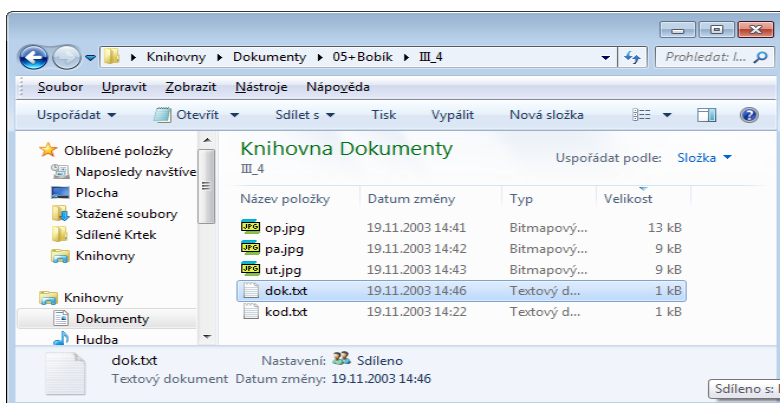 Knihovny Dokumenty 05+Bobík III_4 Prohledat: I...
Soubor Upravit Zobrazit Nástroje Nápověda
Uspořádat Otevřít Sdílet s Tisk Vypálit Nová složka
Oblíbené položky
Naposledy navštíve
Plocha
Stažené soubory
Sdílené Krtek
Knihovny
Knihovny
Dokumenty
Hudba
Knihovna Dokumenty
III_4
Uspořádat podle: Složka
Název položky Datum změny Typ Velikost
op.jpg 19.11.2003 14:41 Bitmapový... 13 kB
pa.jpg 19.11.2003 14:42 Bitmapový... 9 kB
ut.jpg 19.11.2003 14:43 Bitmapový... 9 kB
dok.txt 19.11.2003 14:46 Textový d... 1 kB
kod.txt 19.11.2003 14:22 Textový d... 1 kB
dok.txt Nastavení: Sdíleno
Textový dokument Datum změny: 19.11.2003 14:46
Sdíleno s: